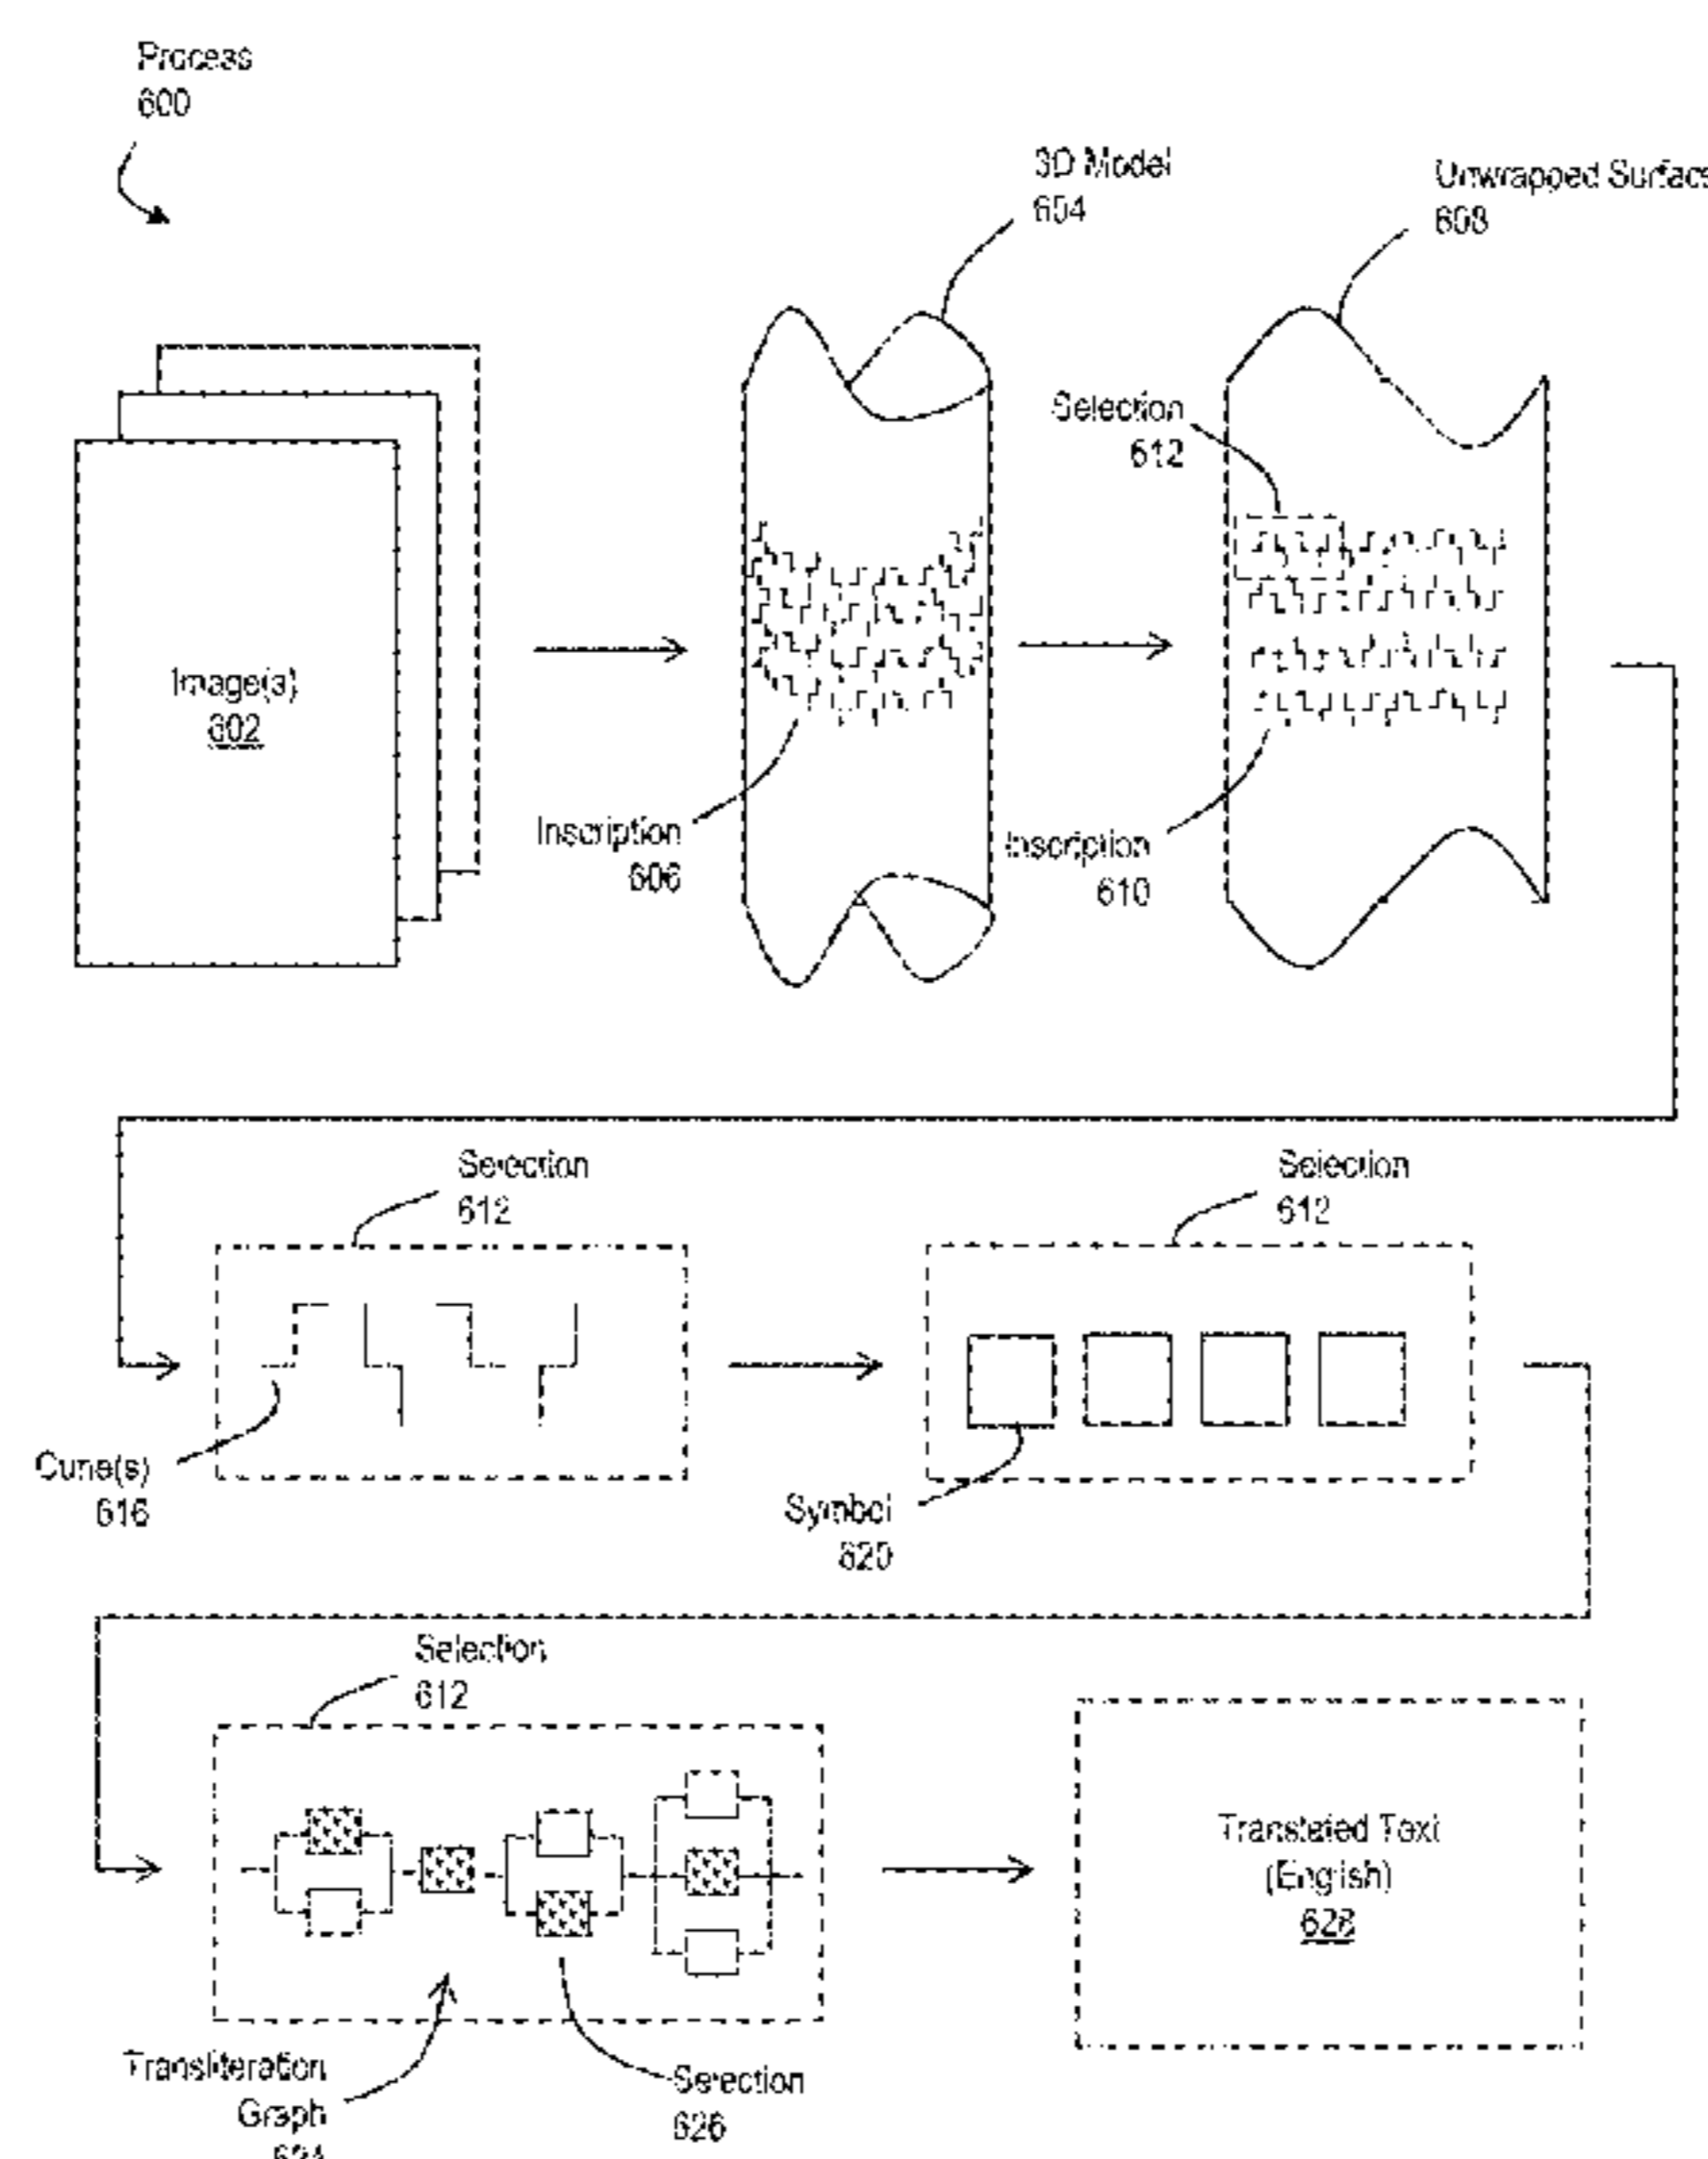 Process
600
3D Model
604
Unwrapped Surface
608
Selection
612
Image(s)
602
Inscription
606
Inscription
610
Selection
612
Selection
612
Cune(s)
616
Symbol
620
Selection
612
Translated Text
(English)
628
Transliteration
Graph
624
Selection
626